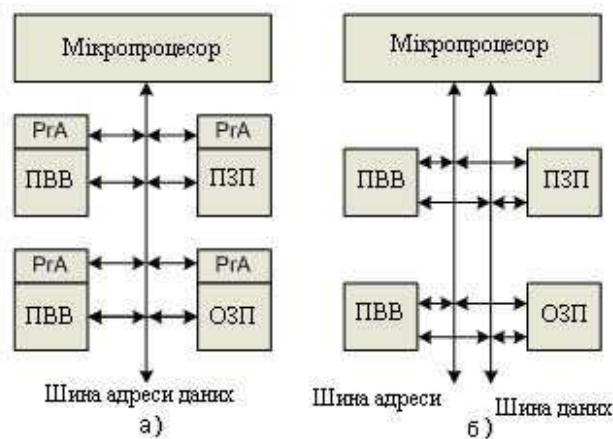 Мікропроцесор
PrA
PrA
ПВВ
ПЗП
PrA
PrA
ПВВ
ОЗП
Шина адреси даних
а)
Мікропроцесор
ПВВ
ПЗП
ПВВ
ОЗП
Шина адреси
Шина даних
б)